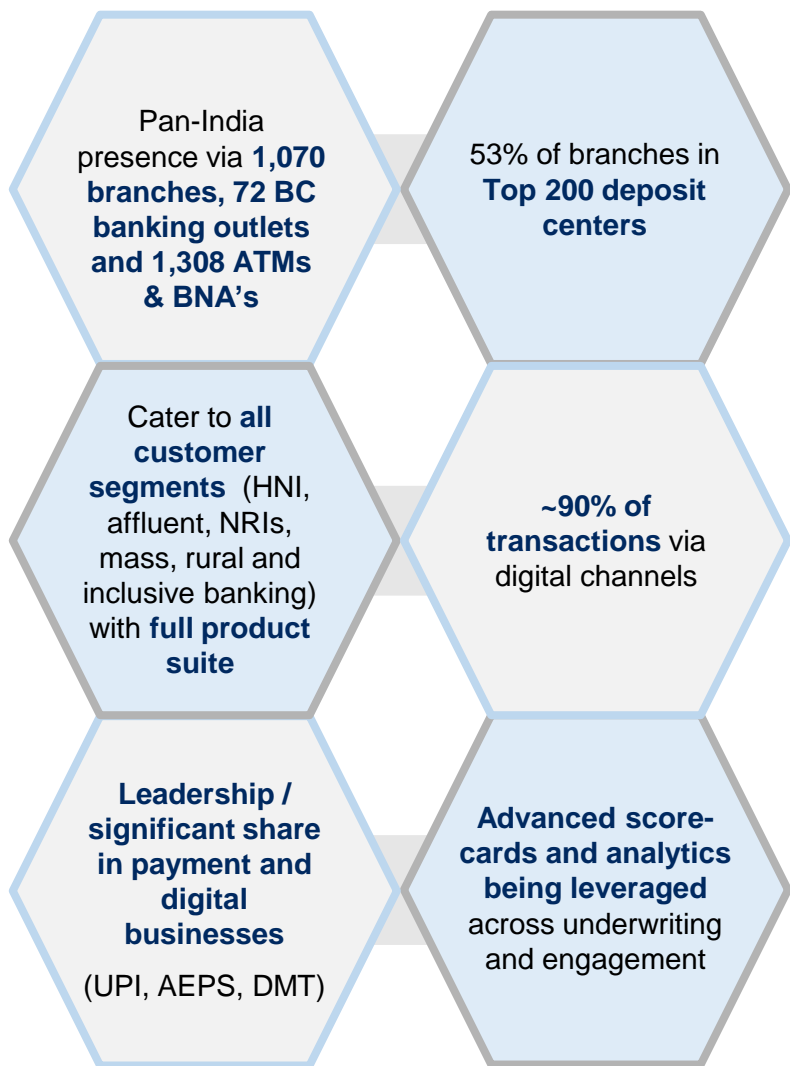 Pan-India
presence via 1,070
branches, 72 BC
banking outlets
and 1,308 ATMs
& BNA’s
53% of branches in
Top 200 deposit
centers
Cater to all
customer
segments (HNI,
affluent, NRIs,
mass, rural and
inclusive banking)
with full product
suite
~90% of
transactions via
digital channels
Leadership /
significant share
in payment and
digital
businesses
(UPI, AEPS, DMT)
Advanced score-
cards and analytics
being leveraged
across underwriting
and engagement